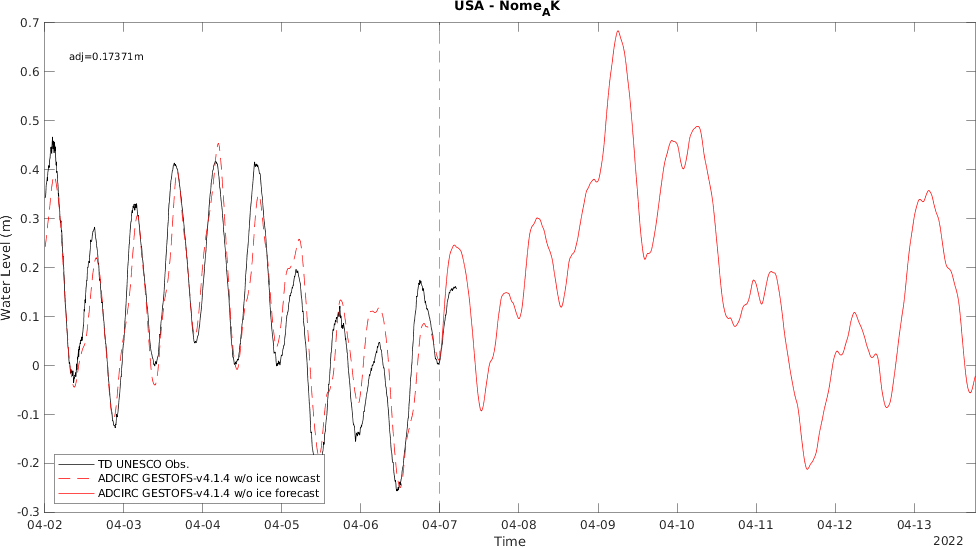 USA - Nome_AK
adj=0.17371m
0.7
0.6
0.5
0.4
0.3
0.2
0.1
0
-0.1
-0.2
-0.3
Water Level (m)
TD UNESCO Obs.
ADCIRC GESTOFS-v4.1.4 w/o ice nowcast
ADCIRC GESTOFS-v4.1.4 w/o ice forecast
04-02 04-03 04-04 04-05 04-06 04-07 04-08 04-09 04-10 04-11 04-12 04-13
Time
2022